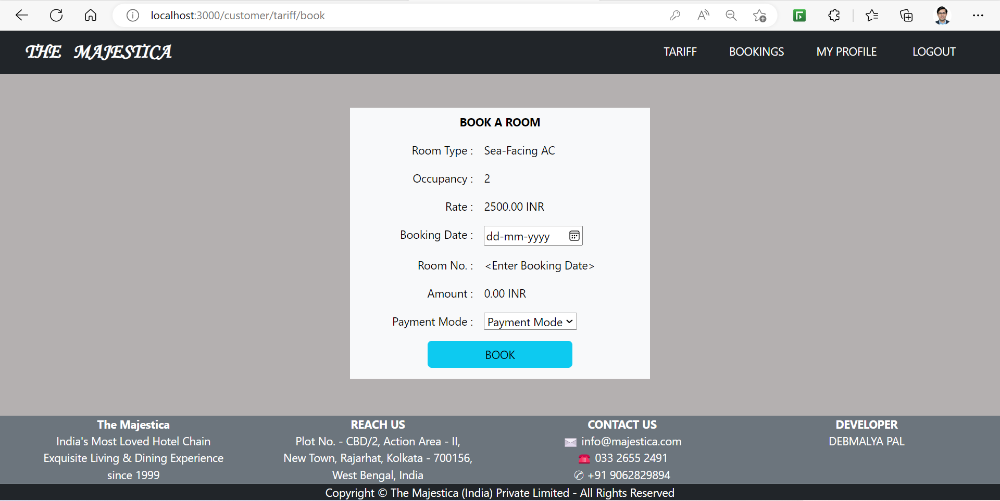 localhost:3000/customer/tariff/book
THE MAJESTICA
TARIFF BOOKINGS MY PROFILE LOGOUT
BOOK A ROOM
Room Type : Sea-Facing AC
Occupancy : 2
Rate : 2500.00 INR
Booking Date : dd-mm-yyyy
Room No. : <Enter Booking Date>
Amount : 0.00 INR
Payment Mode : Payment Mode
BOOK
The Majestica
India's Most Loved Hotel Chain
Exquisite Living & Dining Experience
since 1999
REACH US
Plot No. - CBD/2, Action Area - II,
New Town, Rajarhat, Kolkata - 700156,
West Bengal, India
CONTACT US
info@majestica.com
033 2655 2491
+91 9062829894
DEVELOPER
DEBMALYA PAL
Copyright © The Majestica (India) Private Limited - All Rights Reserved